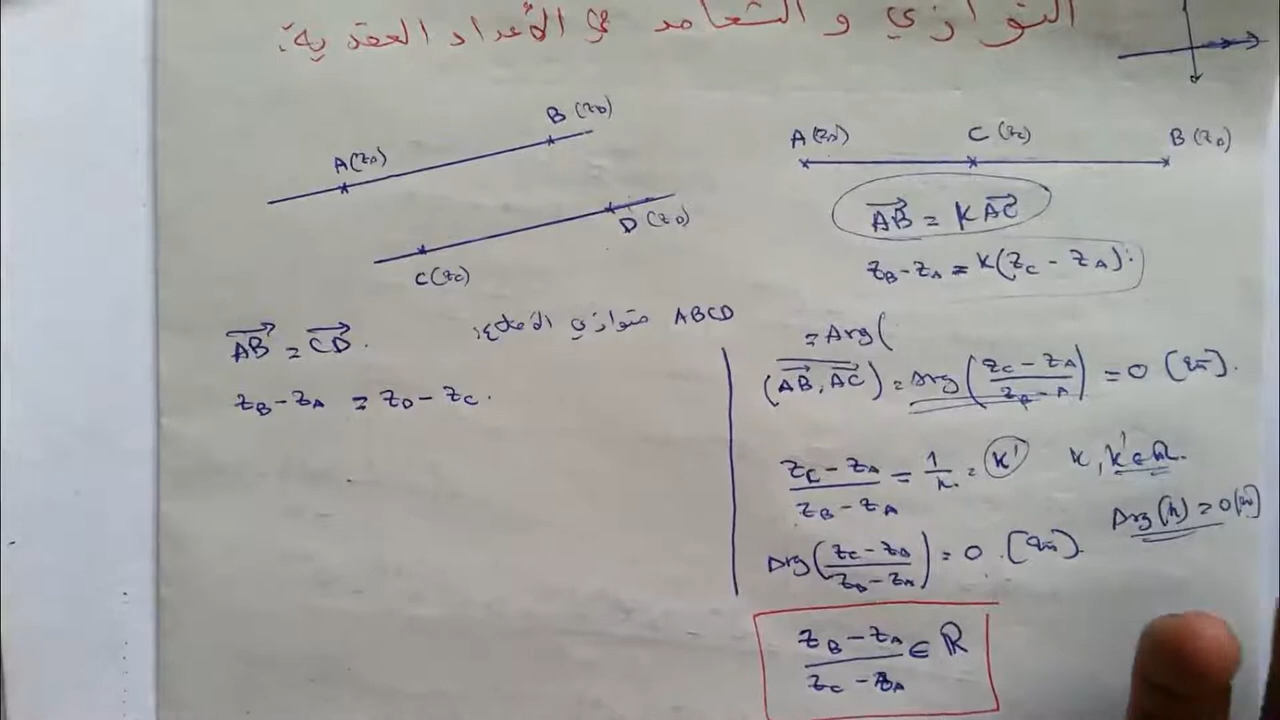 التوازي و التعامد في الأعداد العقدية:
A(zA) B(zB)
C(zC) D(zD)
AB = CD.
zB - zA = zD - zC.
ABCD متوازي الأضلاع:
A(zA) C(zC) B(zB)
AB = K AC
zB - zA = K(zC - zA):
= Arg(
(AB, AC) = Arg((zC - zA)/(zB - A)) = 0 [2π].
(zC - zA)/(zB - zA) = 1/K = K' K, K' ∈ R.
Arg(K) = 0 [2π]
Arg((zC - zA)/(zB - zA)) = 0. [2π].
(zB - zA)/(zC - zA) ∈ R